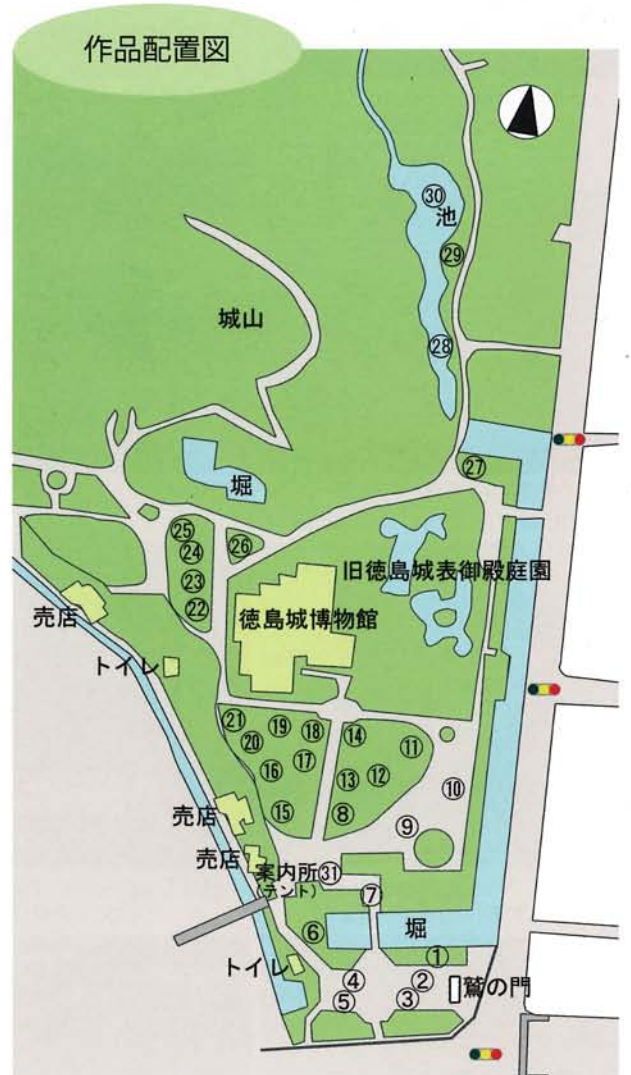 作品配置図
㉚
池
㉙
城山
㉘
㉗
堀
㉕
㉔
㉖
旧徳島城表御殿庭園
㉓
徳島城博物館
㉒
売店
トイレ
㉑
⑲
⑱
⑭
⑪
⑳
⑰
⑯
⑬
⑫
⑩
⑮
⑧
⑨
売店
売店
案内所㉛
(テント)
⑦
⑥
堀
①
トイレ
④
②
鷲の門
⑤
③